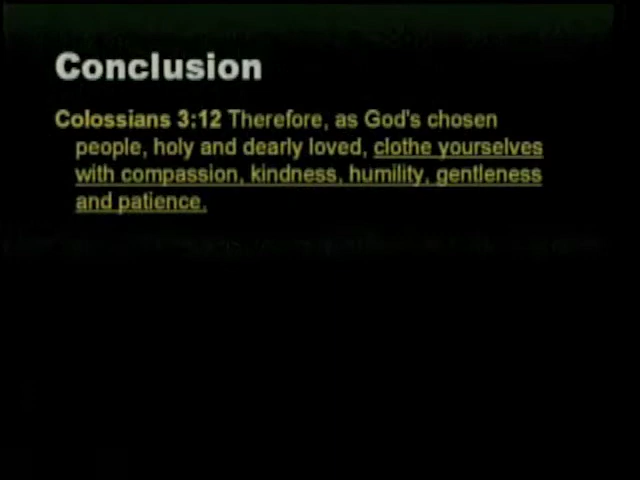 Conclusion
Colossians 3:12 Therefore, as God's chosen
people, holy and dearly loved, clothe yourselves
with compassion, kindness, humility, gentleness
and patience.